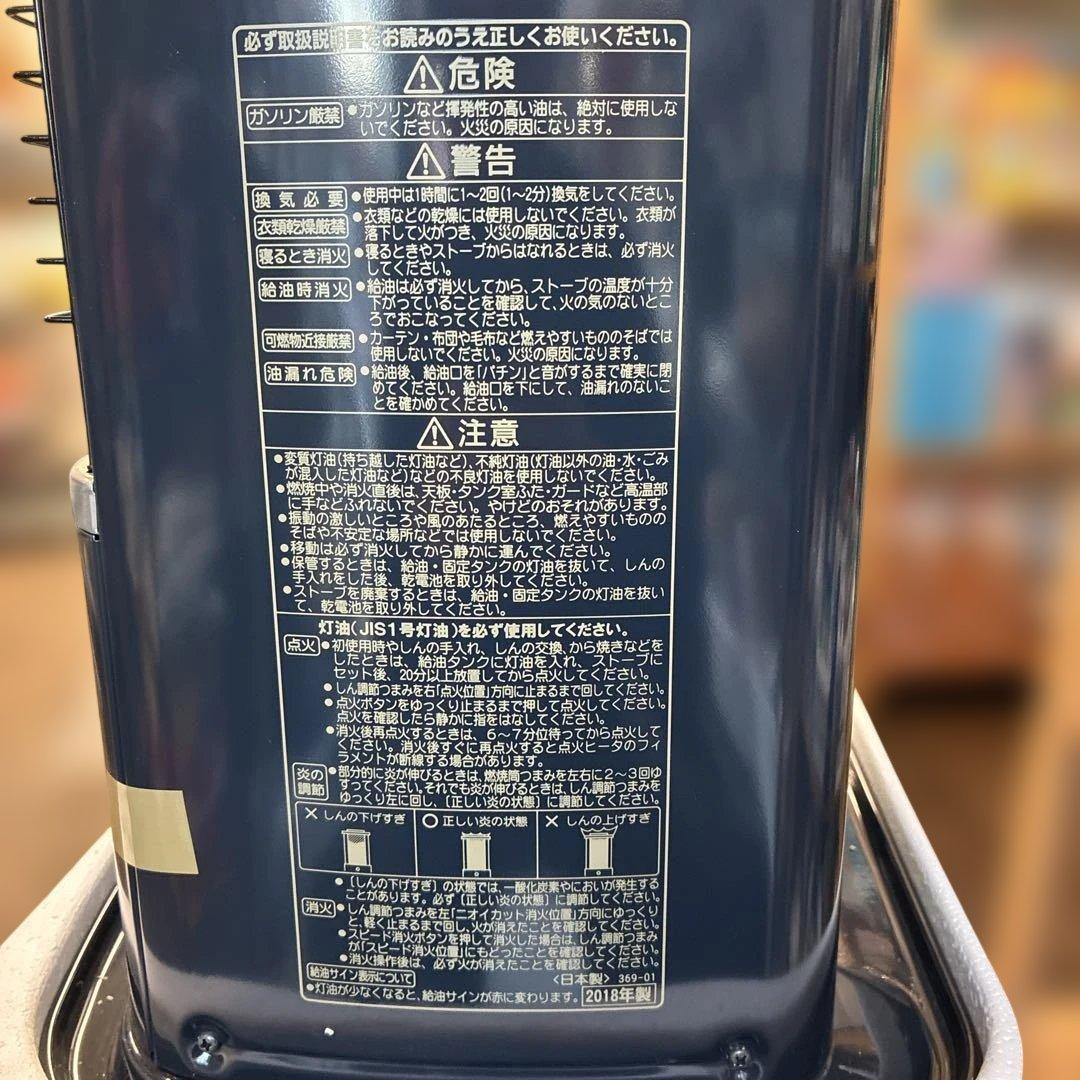 必ず取扱説明書をお読みのうえ正しくお使いください。
危険
ガソリン厳禁 ●ガソリンなど揮発性の高い油は、絶対に使用しな
いでください。火災の原因になります。
警告
換気必要 ●使用中は1時間に1～2回(1～2分)換気をしてください。
衣類乾燥厳禁 ●衣類などの乾燥には使用しないでください。衣類が
落下して火がつき、火災の原因になります。
寝るとき消火 ●寝るときやストーブからはなれるときは、必ず消火
してください。
給油時消火 ●給油は必ず消火してから、ストーブの温度が十分
下がっていることを確認して、火の気のないとこ
ろでおこなってください。
可燃物近接厳禁 ●カーテン・布団や毛布など燃えやすいもののそばでは
使用しないでください。火災の原因になります。
油漏れ危険 ●給油後、給油口を「パチン」と音がするまで確実に閉
めてください。給油口を下にして、油漏れのないこ
とを確かめてください。
注意
●変質灯油(持ち越した灯油など)、不純灯油(灯油以外の油・水・ごみ
が混入した灯油など)などの不良灯油を使用しないでください。
●燃焼中や消火直後は、天板・タンク室ふた・ガードなど高温部
に手などふれないでください。やけどのおそれがあります。
●振動の激しいところや風のあたるところ、燃えやすいものの
そばや不安定な場所などでは使用しないでください。
●移動は必ず消火してから静かに運んでください。
●保管するときは、給油・固定タンクの灯油を抜いて、しんの
手入れをした後、乾電池を取り外してください。
●ストーブを廃棄するときは、給油・固定タンクの灯油を抜い
て、乾電池を取り外してください。
灯油(JIS1号灯油)を必ず使用してください。
点火 ●初使用時やしんの手入れ、しんの交換、から焼きなどを
したときは、給油タンクに灯油を入れ、ストーブに
セット後、20分以上放置してから点火してください。
●しん調節つまみを右「点火位置」方向に止まるまで回してください。
●点火ボタンをゆっくり止まるまで押して点火してください。
点火を確認したら静かに指をはなしてください。
●消火後再点火するときは、6～7分位待ってから点火して
ください。消火後すぐに再点火すると点火ヒータのフィ
ラメントが断線する場合があります。
炎の調節 ●部分的に炎が伸びるときは、燃焼筒つまみを左右に2～3回ゆ
すってください。それでも炎が伸びるときは、しん調節つまみを
ゆっくり左に回し、〔正しい炎の状態〕に調節してください。
×しんの下げすぎ ○正しい炎の状態 ×しんの上げすぎ
●〔しんの下げすぎ〕の状態では、一酸化炭素やにおいが発生する
ことがあります。必ず〔正しい炎の状態〕に調節してください。
消火 ●しん調節つまみを左「ニオイカット消火位置」方向にゆっくり
と軽く止まるまで回し、火が消えたことを確認してください。
●スピード消火ボタンを押して消火した場合は、しん調節つまみ
が「スピード消火位置」にもどったことを確認してください。
●消火操作後は、必ず火が消えたことを確認してください。
給油サイン表示について <日本製> 369-01
●灯油が少なくなると、給油サインが赤に変わります。 2018年製